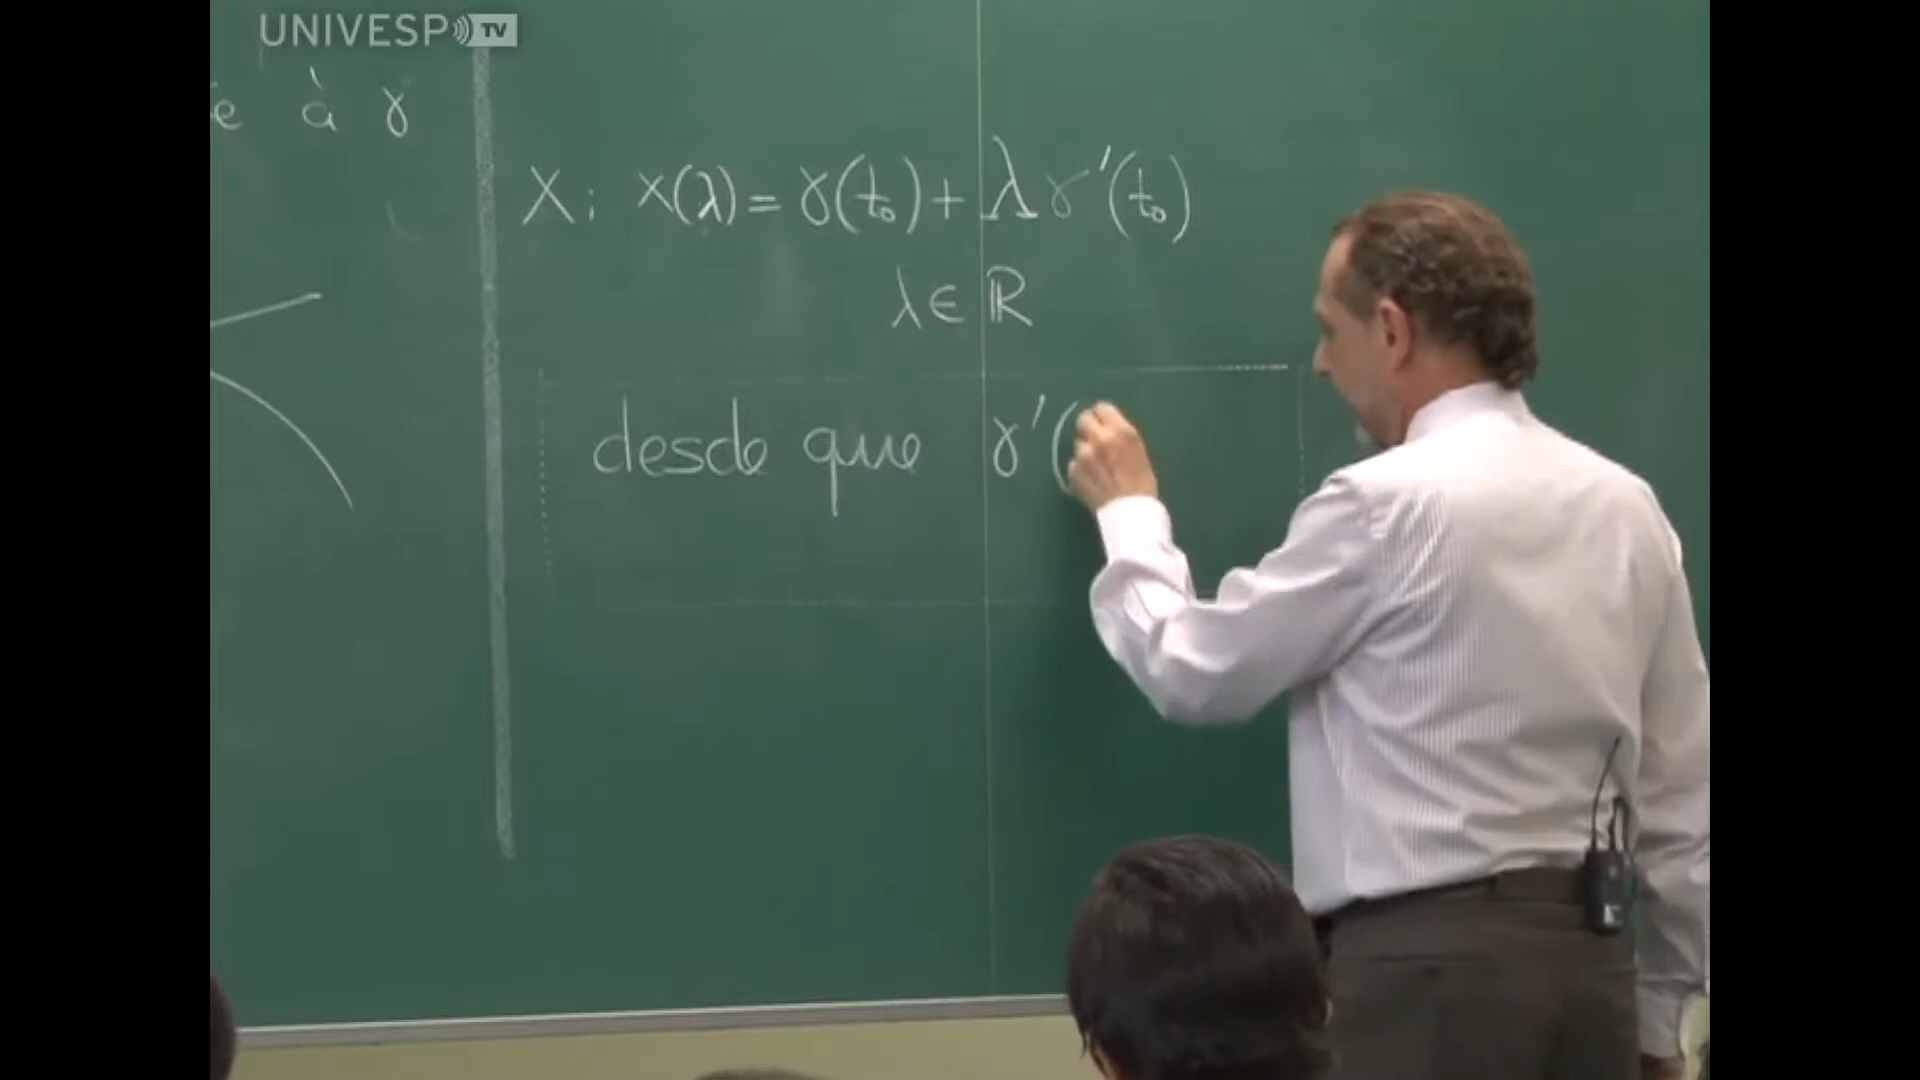 UNIVESP TV
e à γ
X: x(λ) = γ(t₀) + λγ'(t₀)
λ ∈ ℝ
desde que γ'(